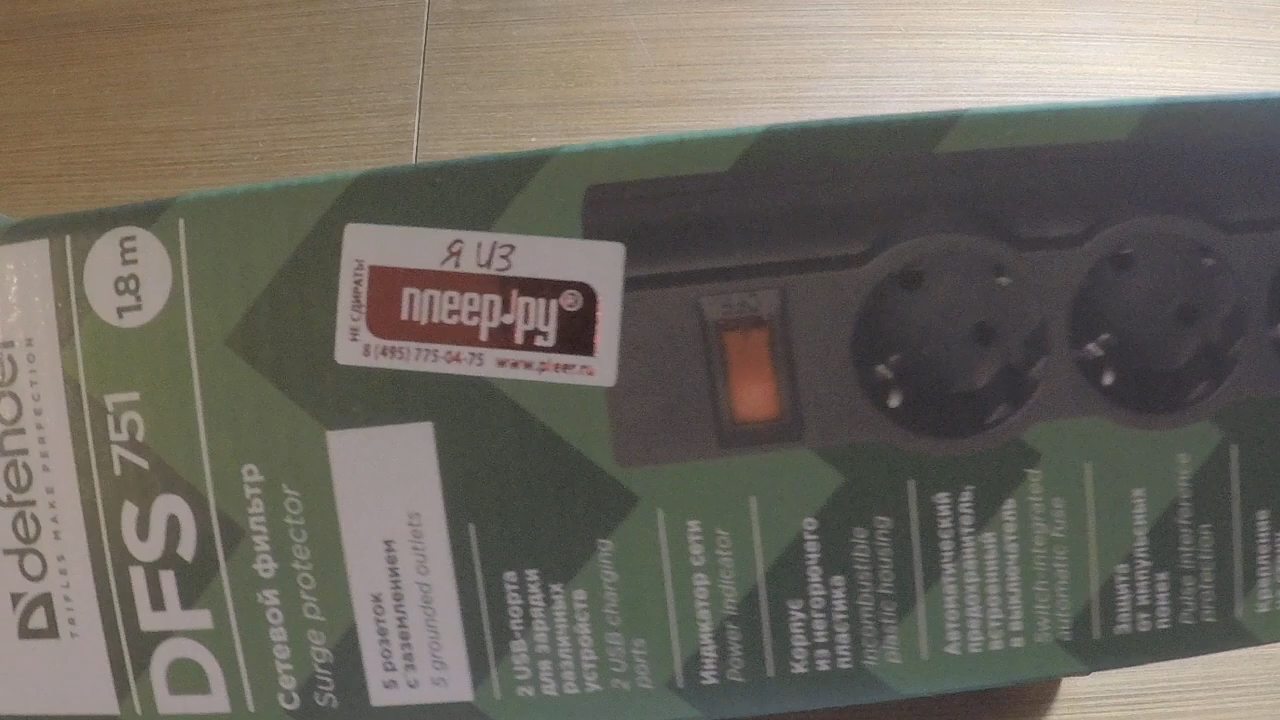 defender
TRIFLES MAKE PERFECTION
DFS 751
1.8 m
Сетевой фильтр
Surge protector
Я ИЗ
НЕ СДИРАТЬ!
плеер.ру
8 (495) 775-04-75 www.pleer.ru
5 розеток
с заземлением
5 grounded outlets
2 USB-порта
для зарядки
различных
устройств
2 USB charging
ports
Индикатор сети
Power indicator
Корпус
из негорючего
пластика
Incombustible
plastic housing
Автоматический
предохранитель,
встроенный
в выключатель
Switch-integrated
automatic fuse
Защита
от импульсных
помех
Pulse interference
protection
Крепление